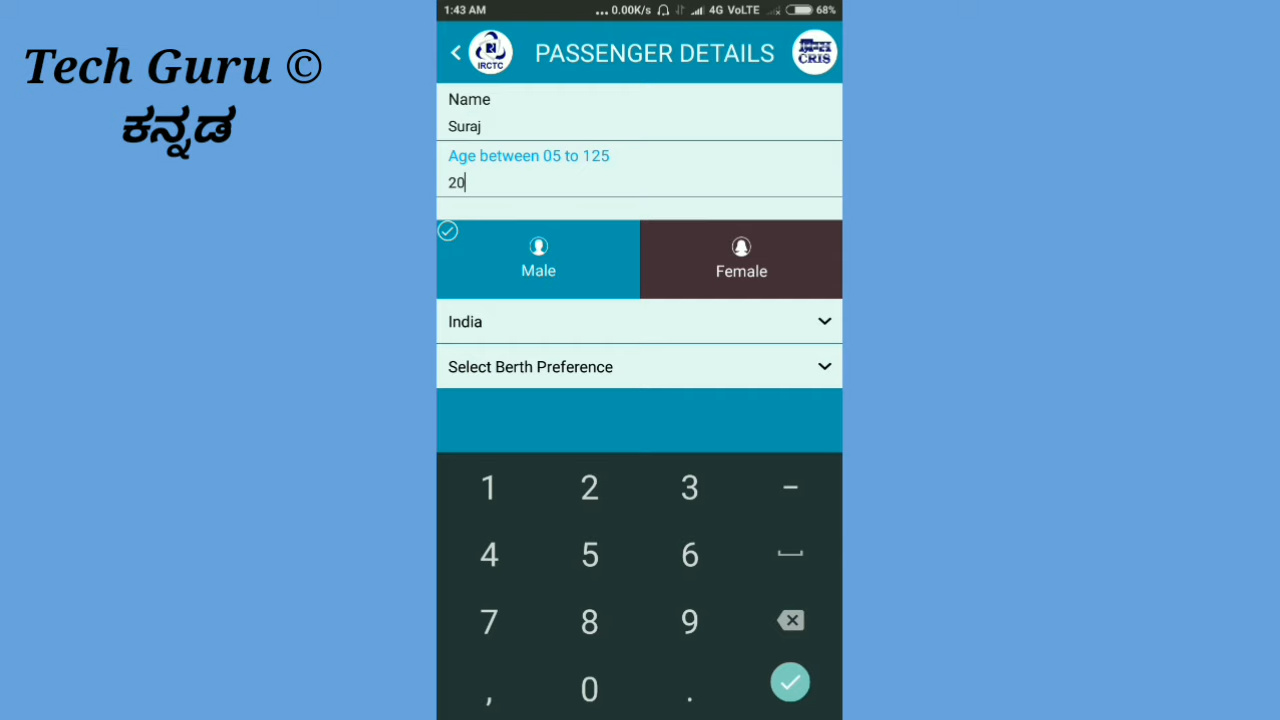 Tech Guru ©
ಕನ್ನಡ
1:43 AM ... 0.00K/s 4G VoLTE 68%
IRCTC
PASSENGER DETAILS
CRIS
Name
Suraj
Age between 05 to 125
20
Male
Female
India
Select Berth Preference
1 2 3 -
4 5 6
7 8 9
, 0 .